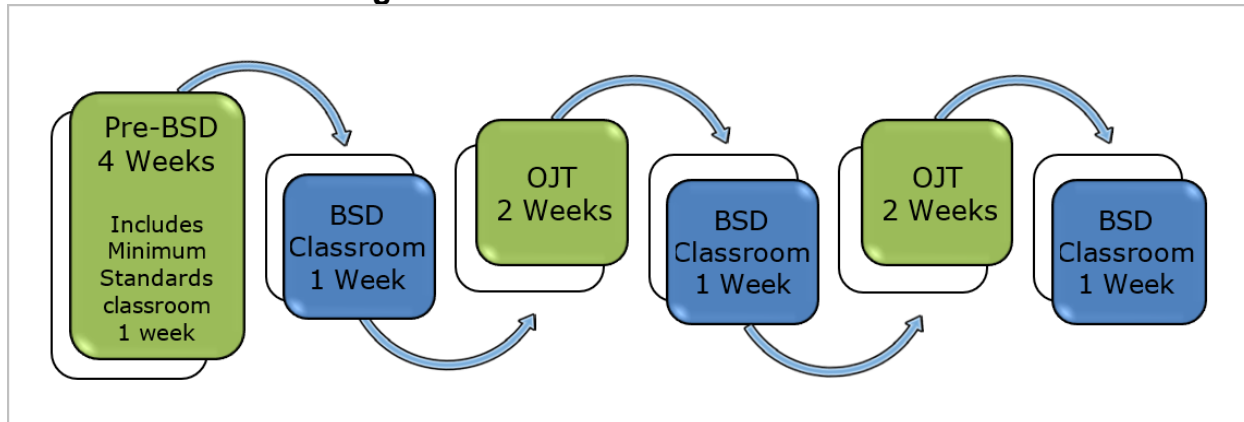 Pre-BSD
4 Weeks
Includes
Minimum
Standards
classroom
1 week
BSD
Classroom
1 Week
OJT
2 Weeks
BSD
Classroom
1 Week
OJT
2 Weeks
BSD
Classroom
1 Week